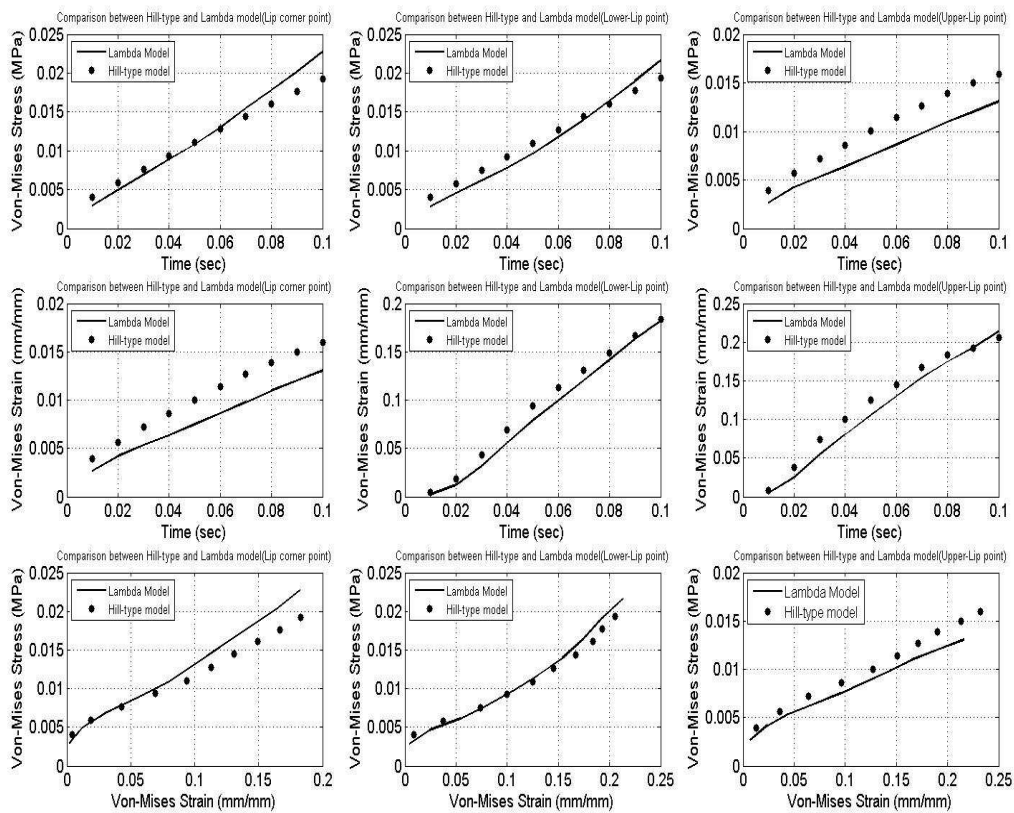 Comparison between Hill-type and Lambda model(Lip corner point)
Von-Mises Stress (MPa)
0.025
0.02
0.015
0.01
0.005
0
Lambda Model
Hill-type model
0 0.02 0.04 0.06 0.08 0.1
Time (sec)
Comparison between Hill-type and Lambda model(Lower-Lip point)
Von-Mises Stress (MPa)
0.025
0.02
0.015
0.01
0.005
0
Lambda Model
Hill-type model
0 0.02 0.04 0.06 0.08 0.1
Time (sec)
Comparison between Hill-type and Lambda model(Upper-Lip point)
Von-Mises Stress (MPa)
0.02
0.015
0.01
0.005
0
Lambda Model
Hill-type model
0 0.02 0.04 0.06 0.08 0.1
Time (sec)
Comparison between Hill-type and Lambda model(Lip corner point)
Von-Mises Strain (mm/mm)
0.02
0.015
0.01
0.005
0
Lambda Model
Hill-type model
0 0.02 0.04 0.06 0.08 0.1
Time (sec)
Comparison between Hill-type and Lambda model(Lower-Lip point)
Von-Mises Strain (mm/mm)
0.2
0.15
0.1
0.05
0
Lambda Model
Hill-type model
0 0.02 0.04 0.06 0.08 0.1
Time (sec)
Comparison between Hill-type and Lambda model(Upper-Lip point)
Von-Mises Strain (mm/mm)
0.25
0.2
0.15
0.1
0.05
0
Lambda Model
Hill-type model
0 0.02 0.04 0.06 0.08 0.1
Time (sec)
Comparison between Hill-type and Lambda model(Lip corner point)
Von-Mises Stress (MPa)
0.025
0.02
0.015
0.01
0.005
0
Lambda Model
Hill-type model
0 0.05 0.1 0.15 0.2
Von-Mises Strain (mm/mm)
Comparison between Hill-type and Lambda model(Lower-Lip point)
Von-Mises Stress (MPa)
0.025
0.02
0.015
0.01
0.005
0
Lambda Model
Hill-type model
0 0.05 0.1 0.15 0.2 0.25
Von-Mises Strain (mm/mm)
Comparison between Hill-type and Lambda model(Upper-Lip point)
Von-Mises Stress (MPa)
0.02
0.015
0.01
0.005
0
Lambda Model
Hill-type model
0 0.05 0.1 0.15 0.2 0.25
Von-Mises Strain (mm/mm)